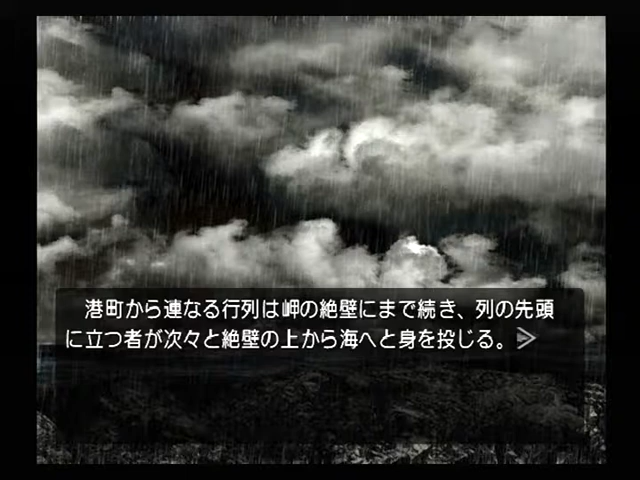 港町から連なる行列は岬の絶壁にまで続き、列の先頭
に立つ者が次々と絶壁の上から海へと身を投じる。